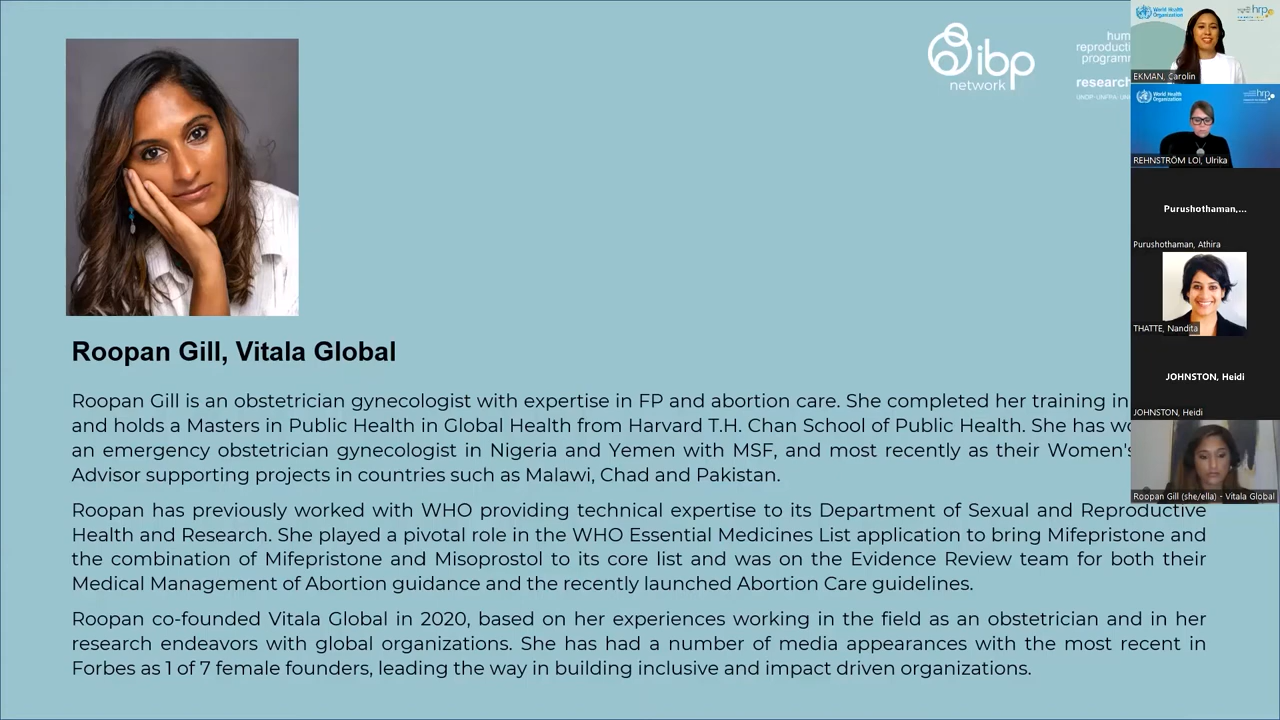 ibp
network
hum
reproducti
programm
research
World Health
Organization
hrp
EKMAN, Carolin
World Health
Organization
hrp
REHNSTRÖM LOI, Ulrika
Purushothaman,...
Purushothaman, Athira
THATTE, Nandita
JOHNSTON, Heidi
JOHNSTON, Heidi
Roopan Gill (she/ella) - Vitala Global
Roopan Gill, Vitala Global
Roopan Gill is an obstetrician gynecologist with expertise in FP and abortion care. She completed her training in
and holds a Masters in Public Health in Global Health from Harvard T.H. Chan School of Public Health. She has wo
an emergency obstetrician gynecologist in Nigeria and Yemen with MSF, and most recently as their Women's
Advisor supporting projects in countries such as Malawi, Chad and Pakistan.
Roopan has previously worked with WHO providing technical expertise to its Department of Sexual and Reproductive
Health and Research. She played a pivotal role in the WHO Essential Medicines List application to bring Mifepristone and
the combination of Mifepristone and Misoprostol to its core list and was on the Evidence Review team for both their
Medical Management of Abortion guidance and the recently launched Abortion Care guidelines.
Roopan co-founded Vitala Global in 2020, based on her experiences working in the field as an obstetrician and in her
research endeavors with global organizations. She has had a number of media appearances with the most recent in
Forbes as 1 of 7 female founders, leading the way in building inclusive and impact driven organizations.